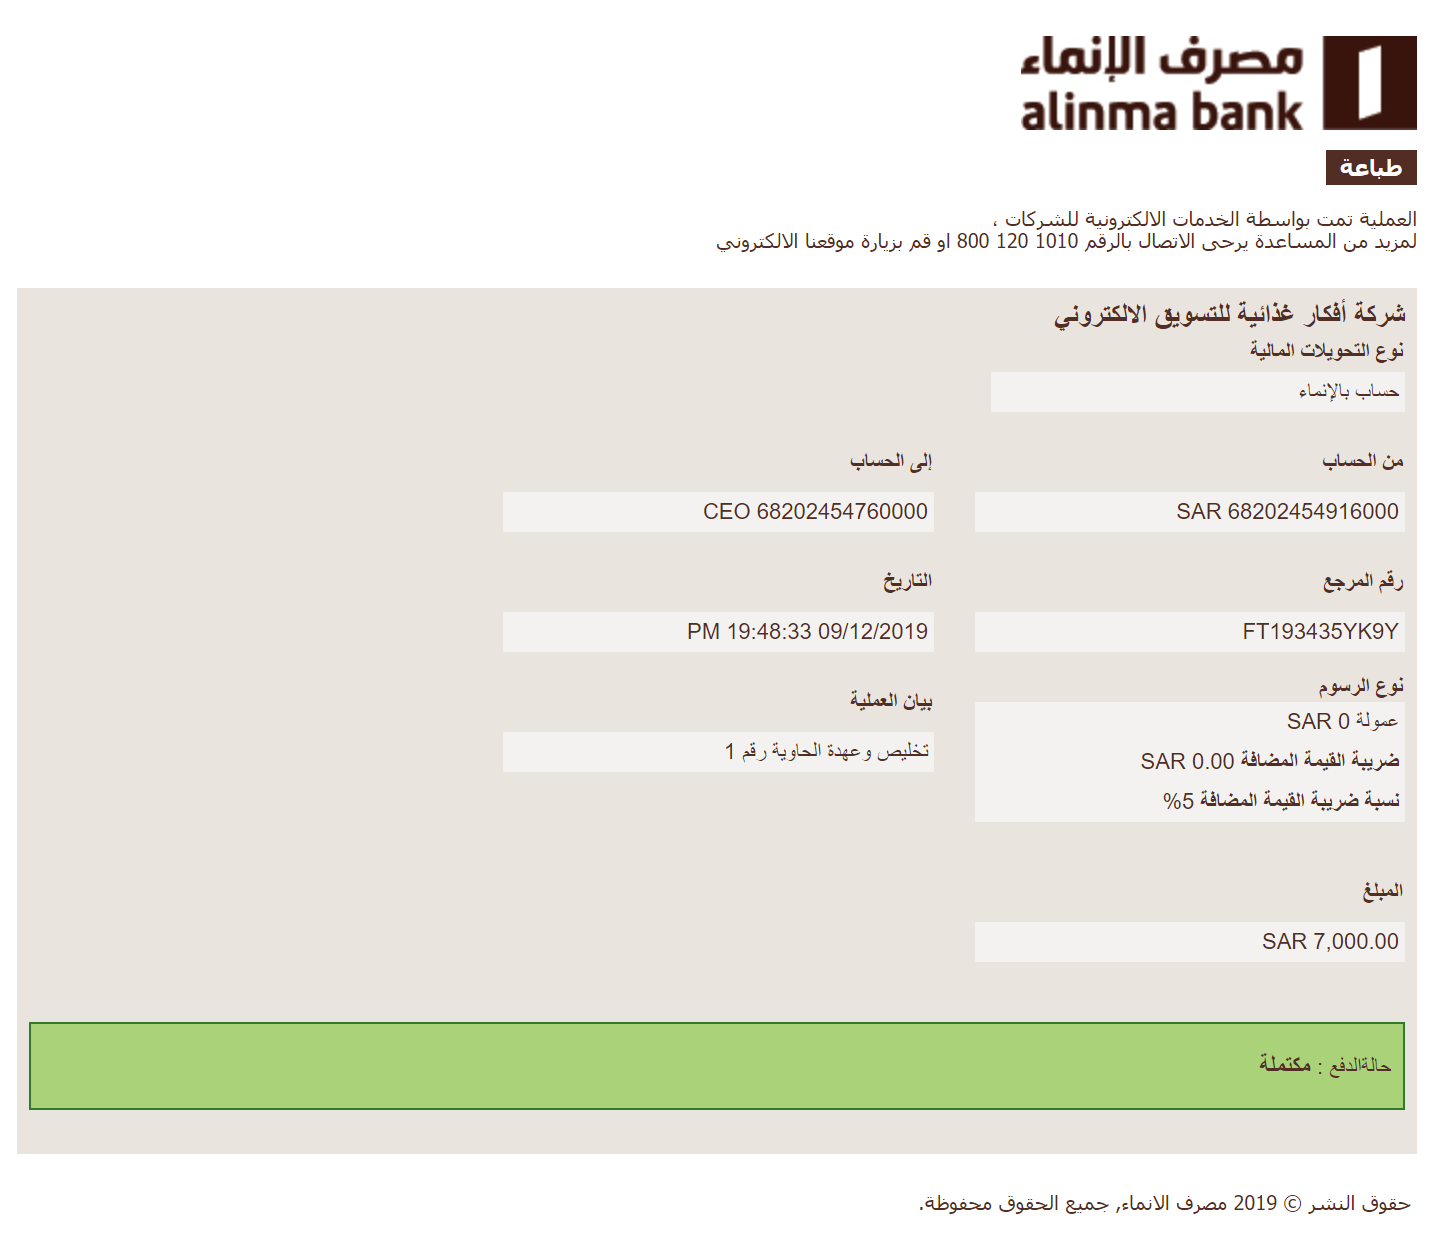 مصرف الإنماء
alinma bank
طباعة
العملية تمت بواسطة الخدمات الالكترونية للشركات ،
لمزيد من المساعدة يرجى الاتصال بالرقم 1010 120 800 او قم بزيارة موقعنا الالكتروني
شركة أفكار غذائية للتسويق الالكتروني
نوع التحويلات المالية
حساب بالإنماء
من الحساب
SAR 68202454916000
إلى الحساب
CEO 68202454760000
رقم المرجع
FT193435YK9Y
التاريخ
PM 19:48:33 09/12/2019
نوع الرسوم
عمولة SAR 0
ضريبة القيمة المضافة SAR 0.00
نسبة ضريبة القيمة المضافة 5%
بيان العملية
تخليص وعهدة الحاوية رقم 1
المبلغ
SAR 7,000.00
حالةالدفع : مكتملة
حقوق النشر © 2019 مصرف الانماء, جميع الحقوق محفوظة.